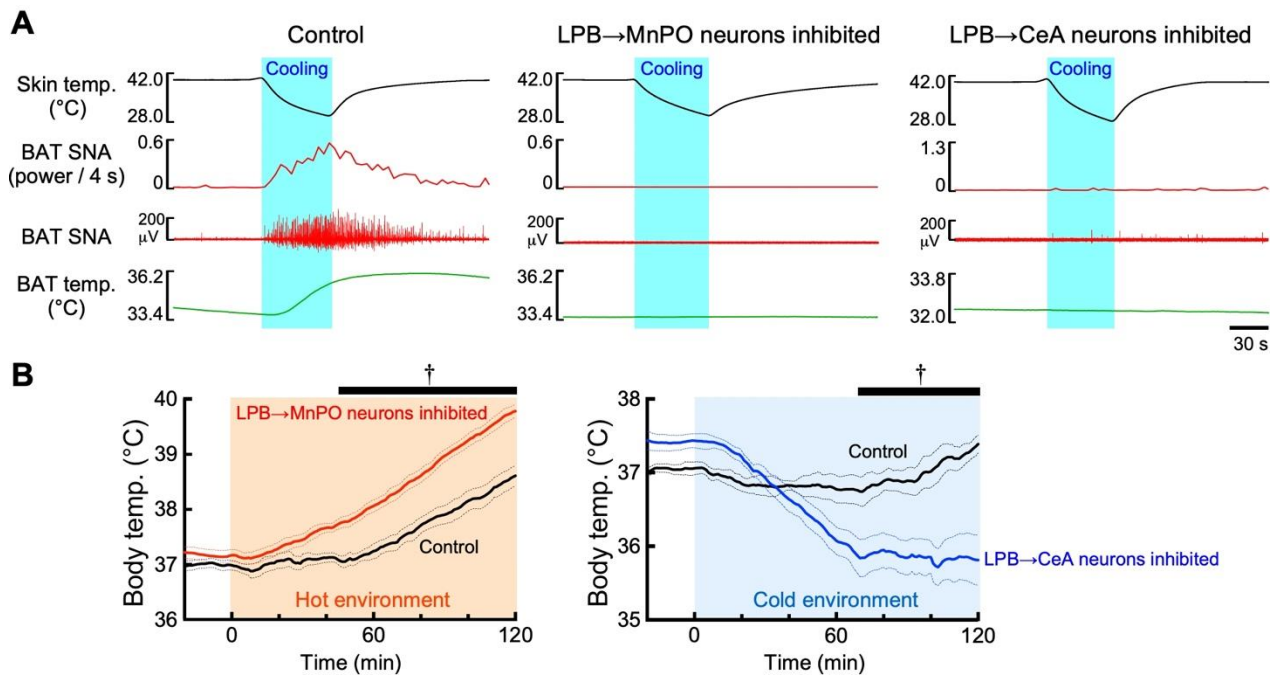 A
Control
LPB→MnPO neurons inhibited
LPB→CeA neurons inhibited
Skin temp.
(°C)
42.0
28.0
Cooling
42.0
28.0
Cooling
42.0
28.0
Cooling
BAT SNA
(power / 4 s)
0.6
0
0.6
0
1.3
0
BAT SNA
200
μV
200
μV
200
μV
BAT temp.
(°C)
36.2
33.4
36.2
33.4
33.8
32.0
30 s
B
†
Body temp. (°C)
40
39
38
37
36
LPB→MnPO neurons inhibited
Control
Hot environment
0
60
120
Time (min)
†
Body temp. (°C)
38
37
36
35
Control
LPB→CeA neurons inhibited
Cold environment
0
60
120
Time (min)